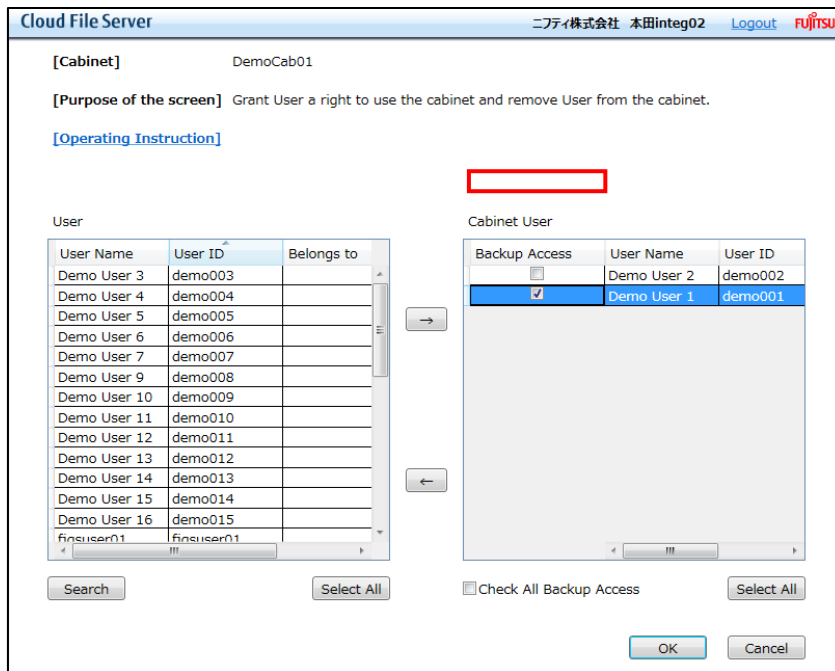 Cloud File Server ニフティ株式会社 本田integ02 Logout FUJITSU
[Cabinet] DemoCab01
[Purpose of the screen] Grant User a right to use the cabinet and remove User from the cabinet.
[Operating Instruction]
User
User Name User ID Belongs to
Demo User 3 demo003
Demo User 4 demo004
Demo User 5 demo005
Demo User 6 demo006
Demo User 7 demo007
Demo User 9 demo008
Demo User 10 demo009
Demo User 11 demo010
Demo User 12 demo011
Demo User 13 demo012
Demo User 14 demo013
Demo User 15 demo014
Demo User 16 demo015
figsuser01 figsuser01
Search Select All
→
←
Cabinet User
Backup Access User Name User ID
Demo User 2 demo002
Demo User 1 demo001
Check All Backup Access Select All
OK Cancel